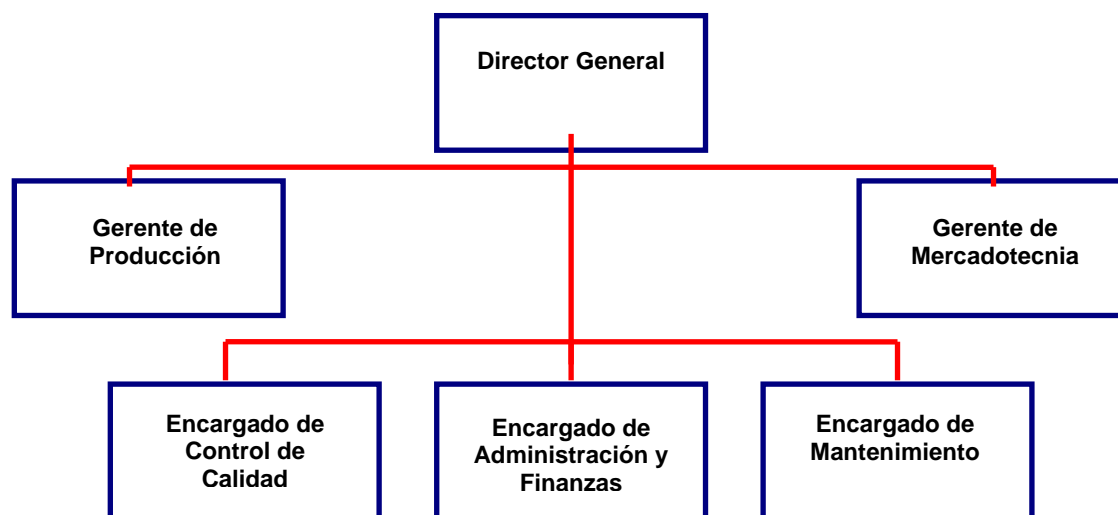 Director General
Gerente de
Producción
Gerente de
Mercadotecnia
Encargado de
Control de
Calidad
Encargado de
Administración y
Finanzas
Encargado de
Mantenimiento